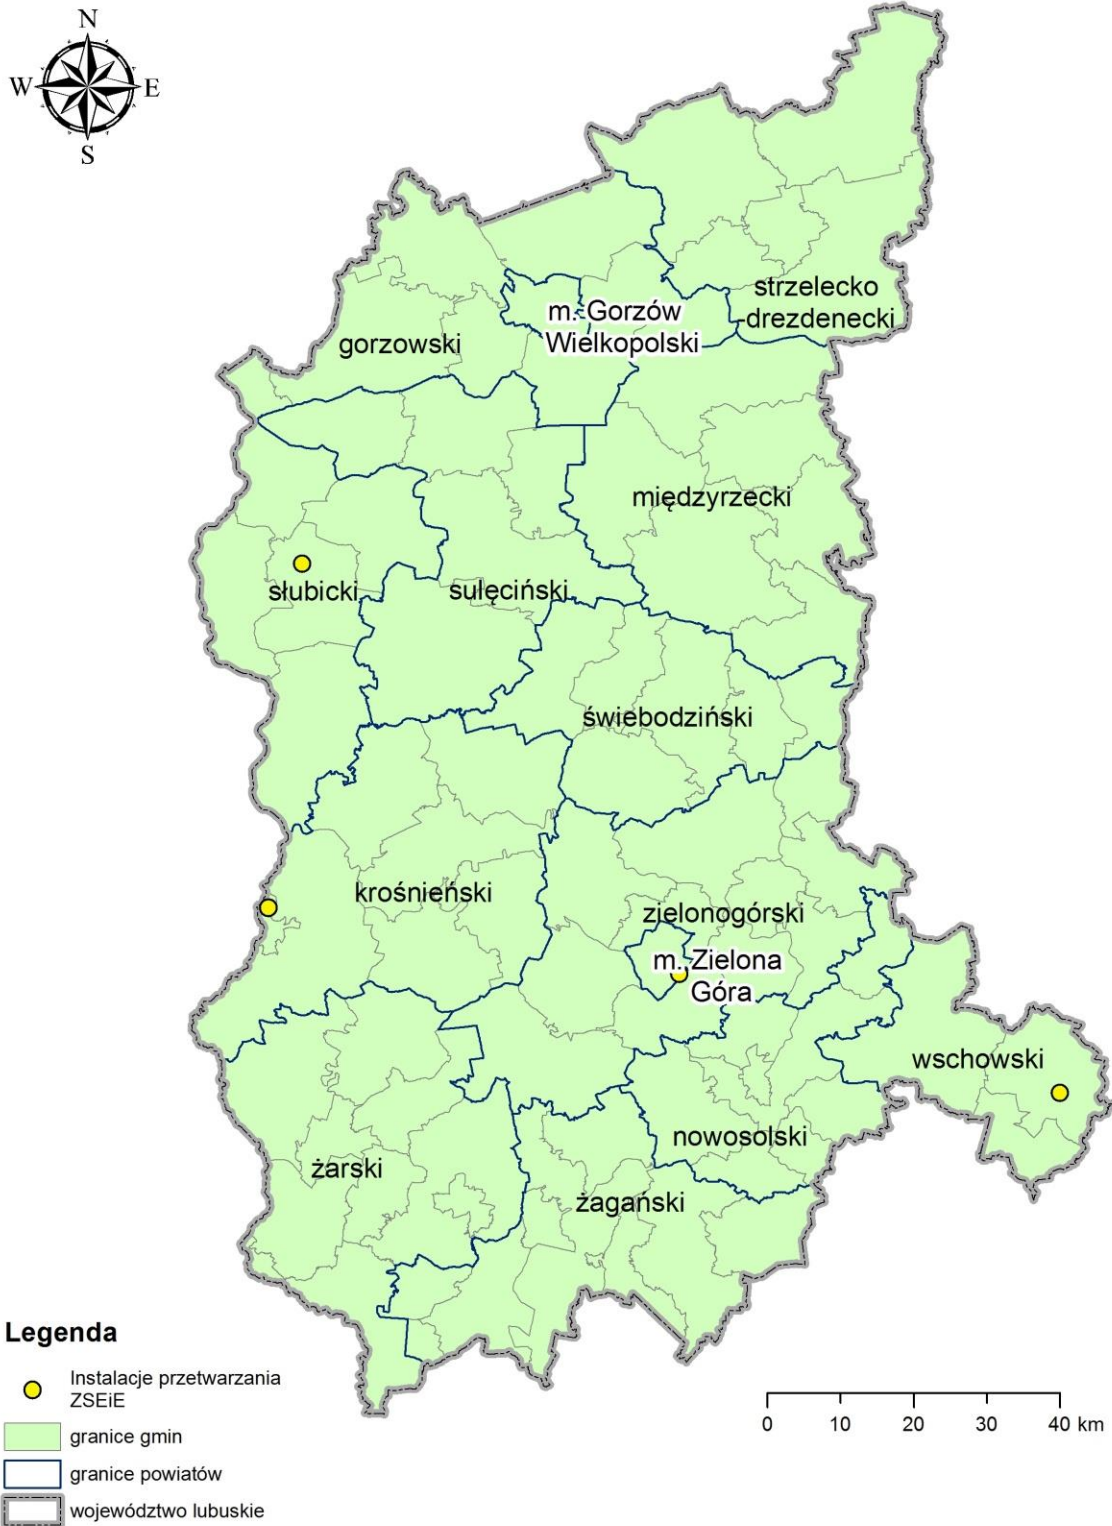 N
W
E
S
strzelecko
-drezdenecki
m. Gorzów
Wielkopolski
gorzowski
międzyrzecki
słubicki
sulęciński
świebodziński
krośnieński
zielonogórski
m. Zielona
Góra
wschowski
nowosolski
żarski
żagański
Legenda
Instalacje przetwarzania
ZSEiE
granice gmin
granice powiatów
województwo lubuskie
0 10 20 30 40 km